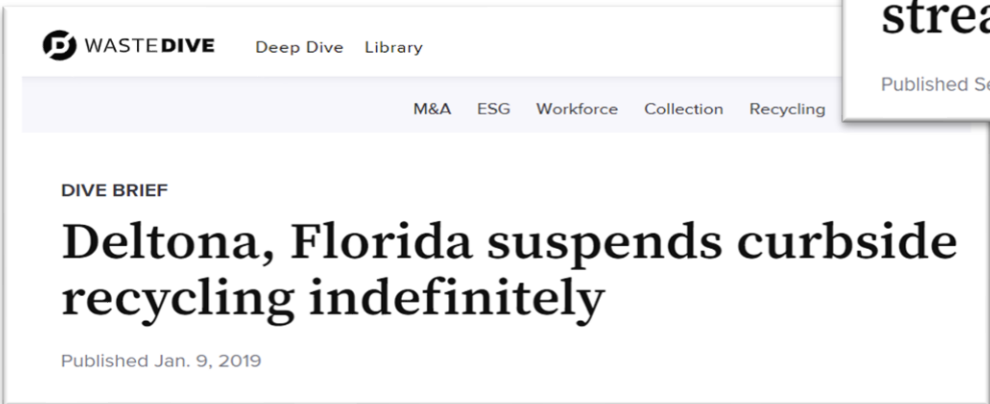 WASTEDIVE Deep Dive Library
M&A ESG Workforce Collection Recycling
DIVE BRIEF
Deltona, Florida suspends curbside
recycling indefinitely
Published Jan. 9, 2019
Published